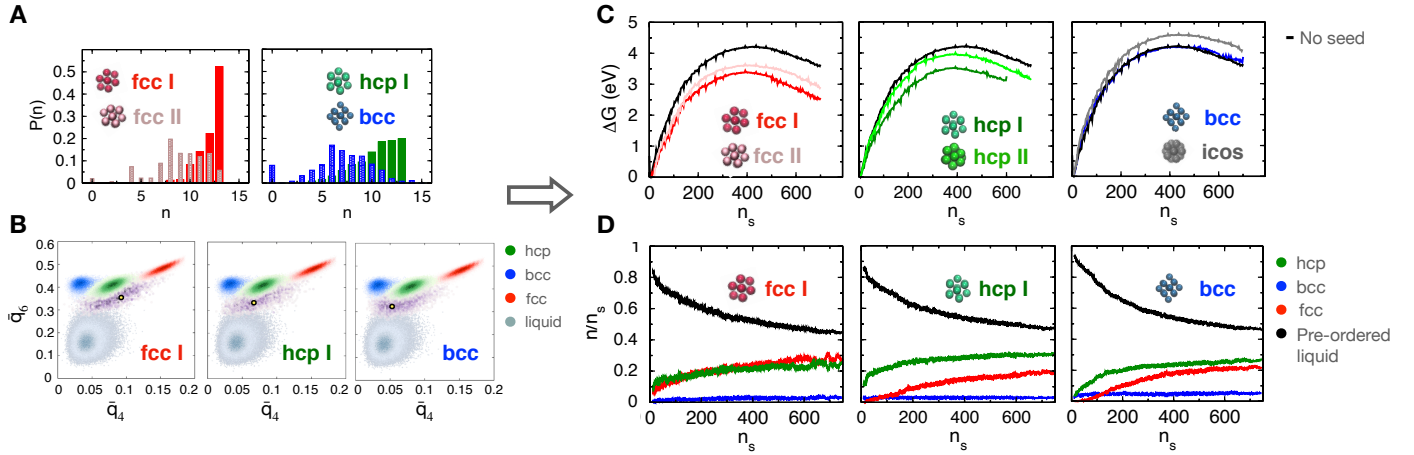 A
0.5
0.4
0.3
0.2
0.1
0
P(n)
fcc I
fcc II
hcp I
bcc
0 5 10 15
0 5 10 15
n
n
B
0.6
0.5
0.4
0.3
0.2
0.1
0
q̄₆
fcc I
hcp I
bcc
hcp
bcc
fcc
liquid
0 0.05 0.1 0.15 0.2
0.05 0.1 0.15 0.2
0.05 0.1 0.15 0.2
q̄₄
q̄₄
q̄₄
C
5
4
3
2
1
0
ΔG (eV)
fcc I
fcc II
hcp I
hcp II
bcc
icos
No seed
0 200 400 600
0 200 400 600
0 200 400 600
nₛ
nₛ
nₛ
D
1
0.8
0.6
0.4
0.2
0
n/nₛ
fcc I
hcp I
bcc
hcp
bcc
fcc
Pre-ordered
liquid
0 200 400 600
0 200 400 600
0 200 400 600
nₛ
nₛ
nₛ